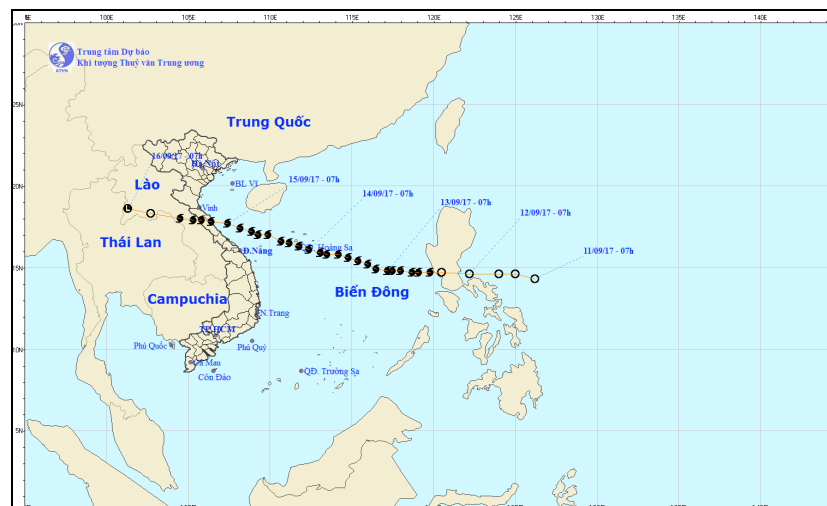 E 100E 105E 110E 115E 120E 125E 130E 135E 140E
Trung tâm Dự báo
Khí tượng Thuỷ văn Trung ương
25N
Trung Quốc
16/09/17 - 07h
Hà Nội
Lào
BL VĨ
15/09/17 - 07h
20N
14/09/17 - 07h
13/09/17 - 07h
Vinh
12/09/17 - 07h
Thái Lan
Đ.Nẵng
Hoàng Sa
11/09/17 - 07h
15N
L
Biển Đông
Campuchia
N.Trang
TP.HCM
Phú Quốc
Phú Quý
10N
Cà Mau
Côn Đảo
QĐ. Trường Sa
5N